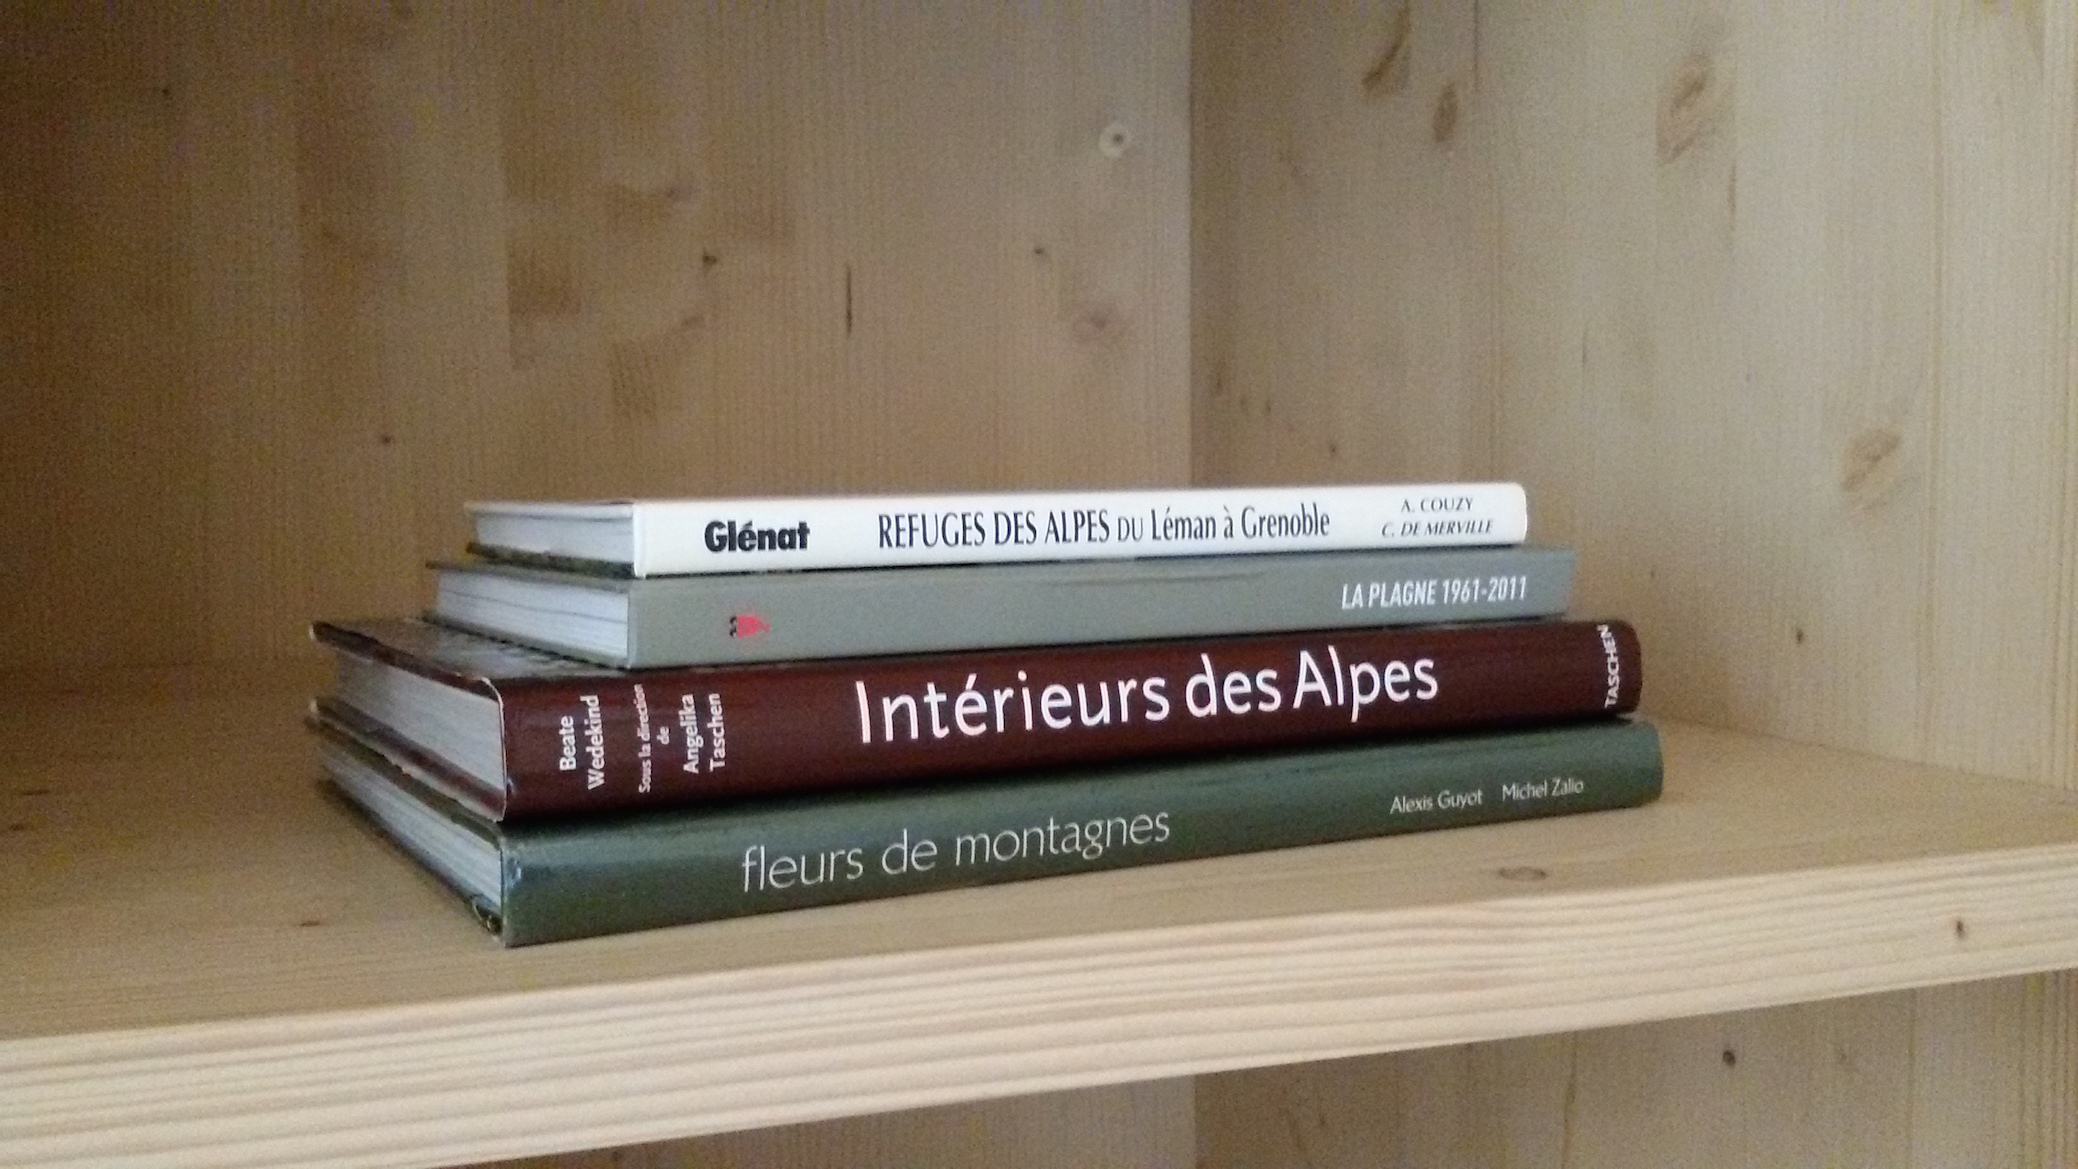 Glénat REFUGES DES ALPES DU Léman à Grenoble
A. COUZY
C. DE MERVILLE
LA PLAGNE 1961-2011
Beate
Wedekind
Sous la direction
de
Angelika
Taschen
Intérieurs des Alpes
TASCHEN
fleurs de montagnes
Alexis Guyot Michel Zalio